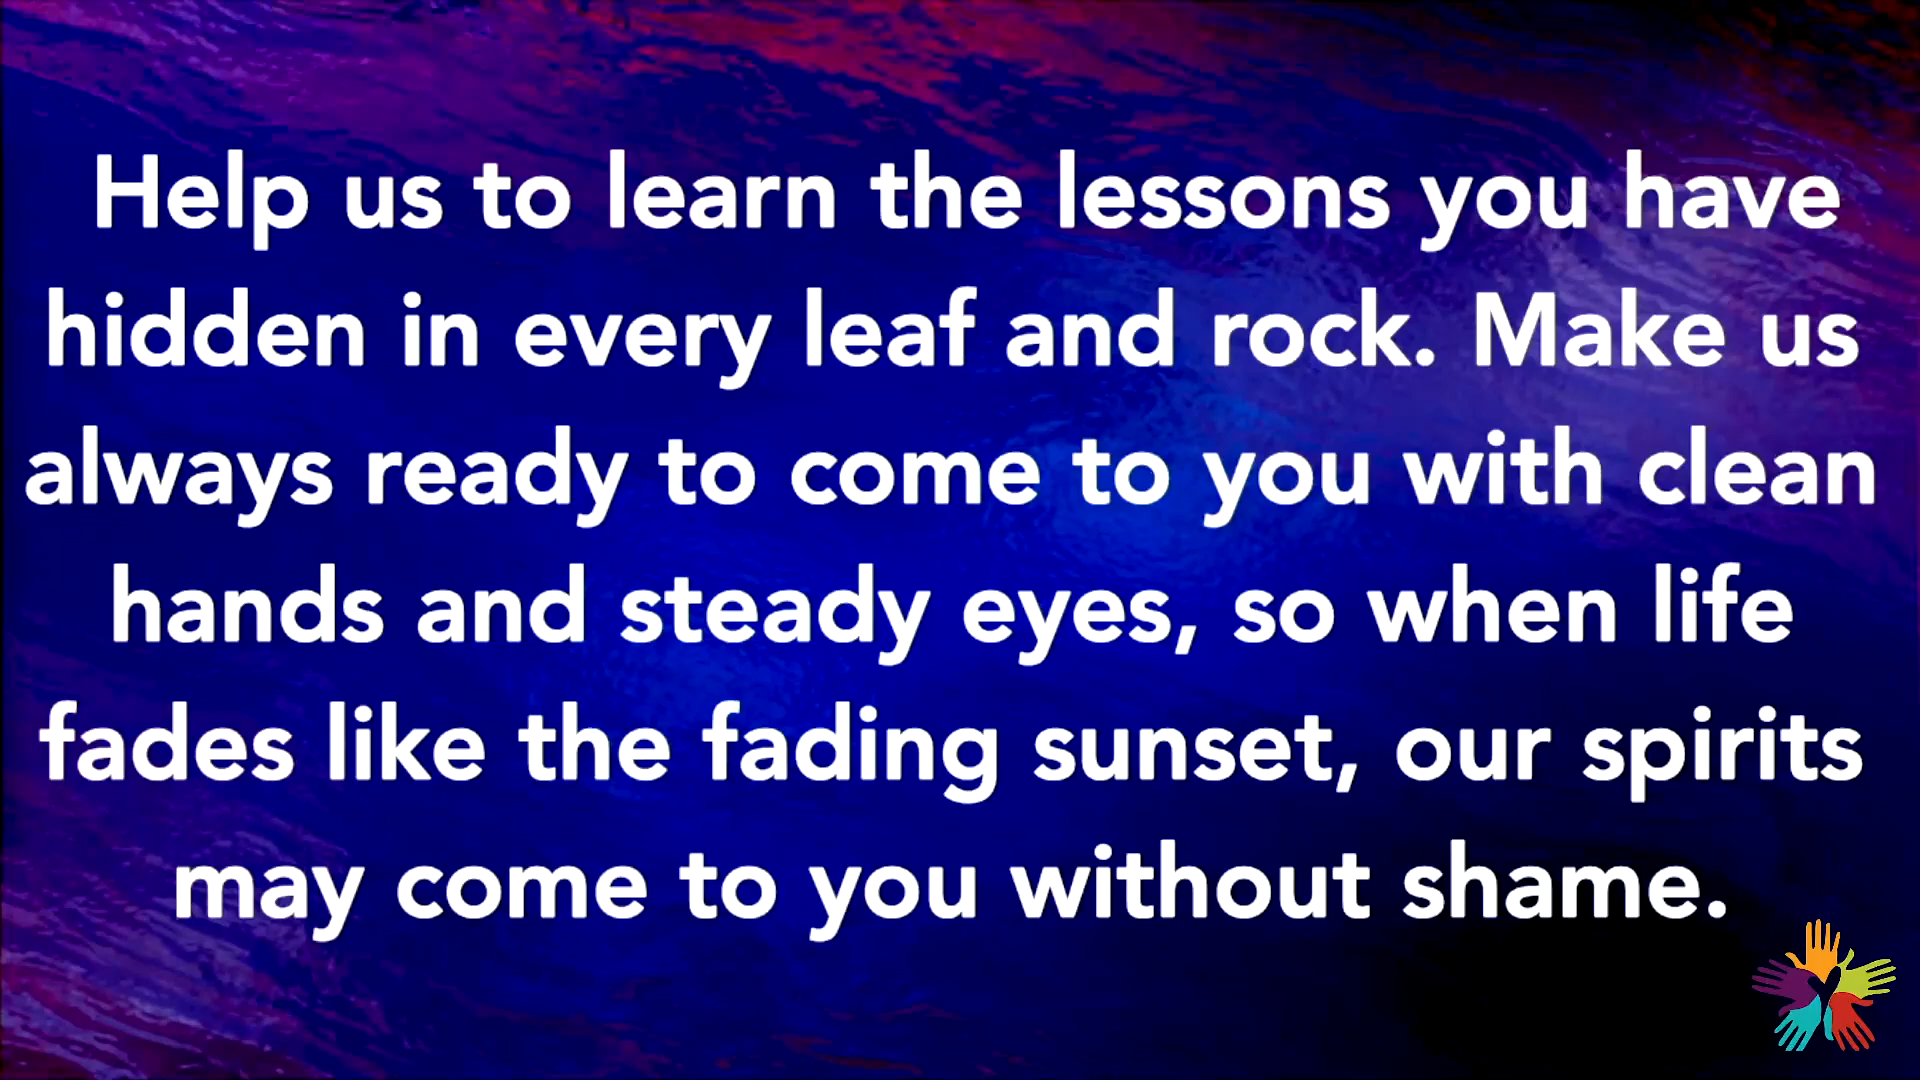 Help us to learn the lessons you have
hidden in every leaf and rock. Make us
always ready to come to you with clean
hands and steady eyes, so when life
fades like the fading sunset, our spirits
may come to you without shame.